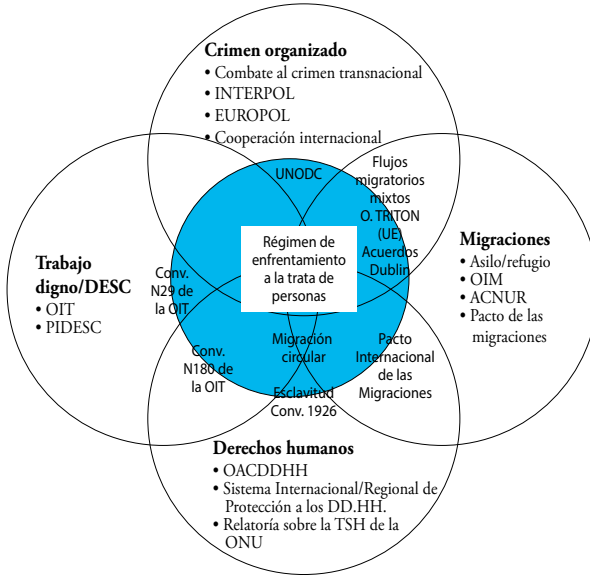 Crimen organizado
• Combate al crimen transnacional
• INTERPOL
• EUROPOL
• Cooperación internacional
UNODC
Flujos
migratorios
mixtos
O. TRITON
(UE)
Acuerdos
Dublin
Régimen de
enfrentamiento
a la trata de
personas
Trabajo
digno/DESC
• OIT
• PIDESC
Conv.
N29 de
la OIT
Migraciones
• Asilo/refugio
• OIM
• ACNUR
• Pacto de las
migraciones
Conv.
N180 de
la OIT
Migración
circular
Pacto
Internacional
de las
Migraciones
Esclavitud
Conv. 1926
Derechos humanos
• OACDDHH
• Sistema Internacional/Regional de
Protección a los DD.HH.
• Relatoría sobre la TSH de la
ONU